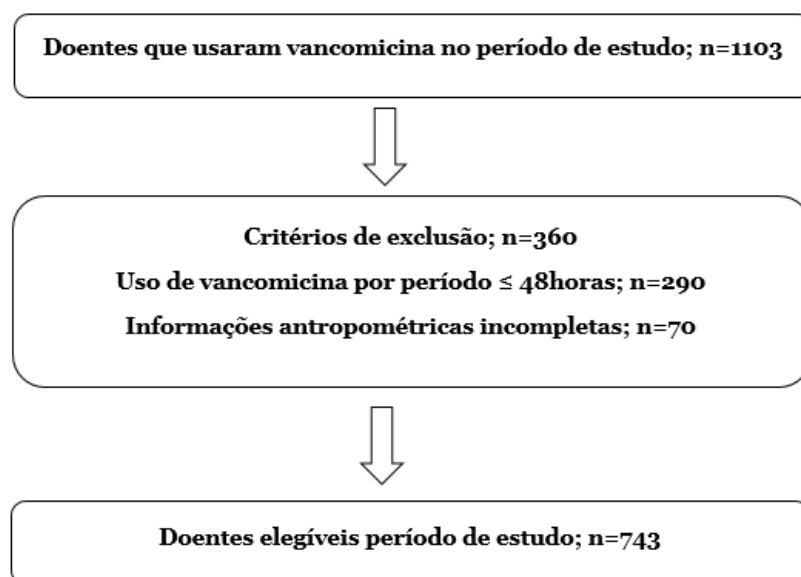 Doentes que usaram vancomicina no período de estudo; n=1103
Critérios de exclusão; n=360
Uso de vancomicina por período ≤ 48horas; n=290
Informações antropométricas incompletas; n=70
Doentes elegíveis período de estudo; n=743